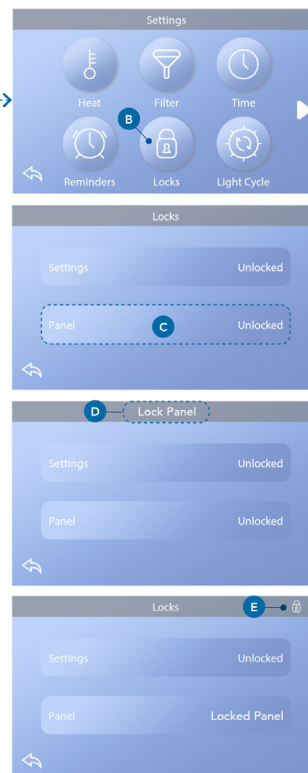 Settings
Heat Filter Time
B
Reminders Locks Light Cycle
Locks
Settings Unlocked
Panel C Unlocked
D Lock Panel
Settings Unlocked
Panel Unlocked
Locks E
Settings Unlocked
Panel Locked Panel